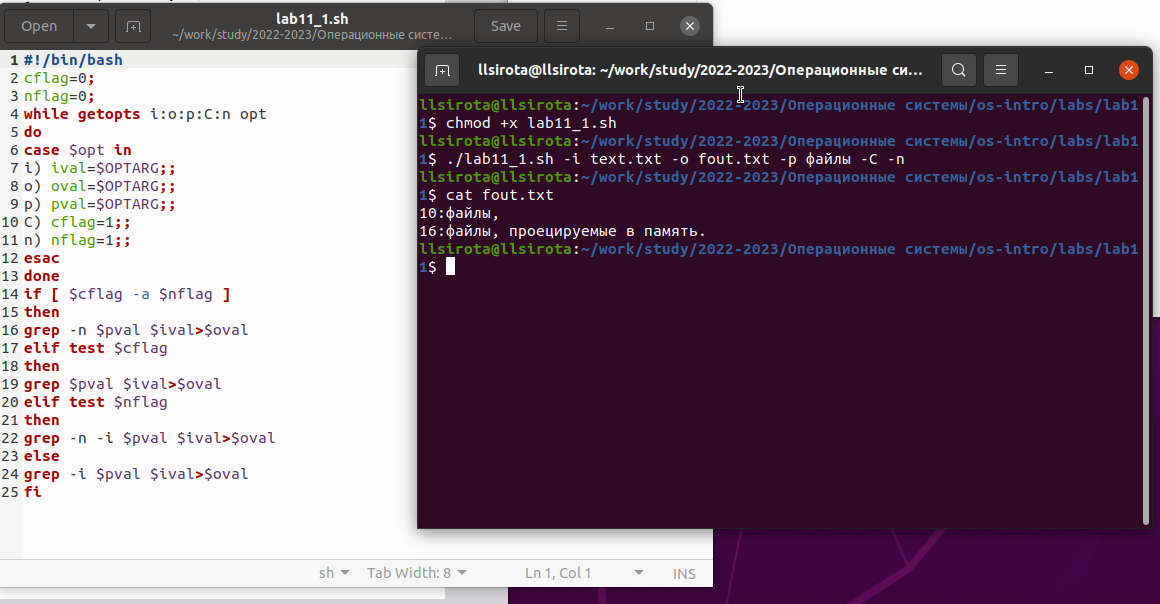 Open
lab11_1.sh
~/work/study/2022-2023/Операционные систе…
Save
1 #!/bin/bash
2 cflag=0;
3 nflag=0;
4 while getopts i:o:p:C:n opt
5 do
6 case $opt in
7 i) ival=$OPTARG;;
8 o) oval=$OPTARG;;
9 p) pval=$OPTARG;;
10 C) cflag=1;;
11 n) nflag=1;;
12 esac
13 done
14 if [ $cflag -a $nflag ]
15 then
16 grep -n $pval $ival>$oval
17 elif test $cflag
18 then
19 grep $pval $ival>$oval
20 elif test $nflag
21 then
22 grep -n -i $pval $ival>$oval
23 else
24 grep -i $pval $ival>$oval
25 fi
sh
Tab Width: 8
Ln 1, Col 1
INS
llsirota@llsirota: ~/work/study/2022-2023/Операционные си…
llsirota@llsirota:~/work/study/2022-2023/Операционные системы/os-intro/labs/lab1
1$ chmod +x lab11_1.sh
llsirota@llsirota:~/work/study/2022-2023/Операционные системы/os-intro/labs/lab1
1$ ./lab11_1.sh -i text.txt -o fout.txt -p файлы -C -n
llsirota@llsirota:~/work/study/2022-2023/Операционные системы/os-intro/labs/lab1
1$ cat fout.txt
10:файлы,
16:файлы, проецируемые в память.
llsirota@llsirota:~/work/study/2022-2023/Операционные системы/os-intro/labs/lab1
1$